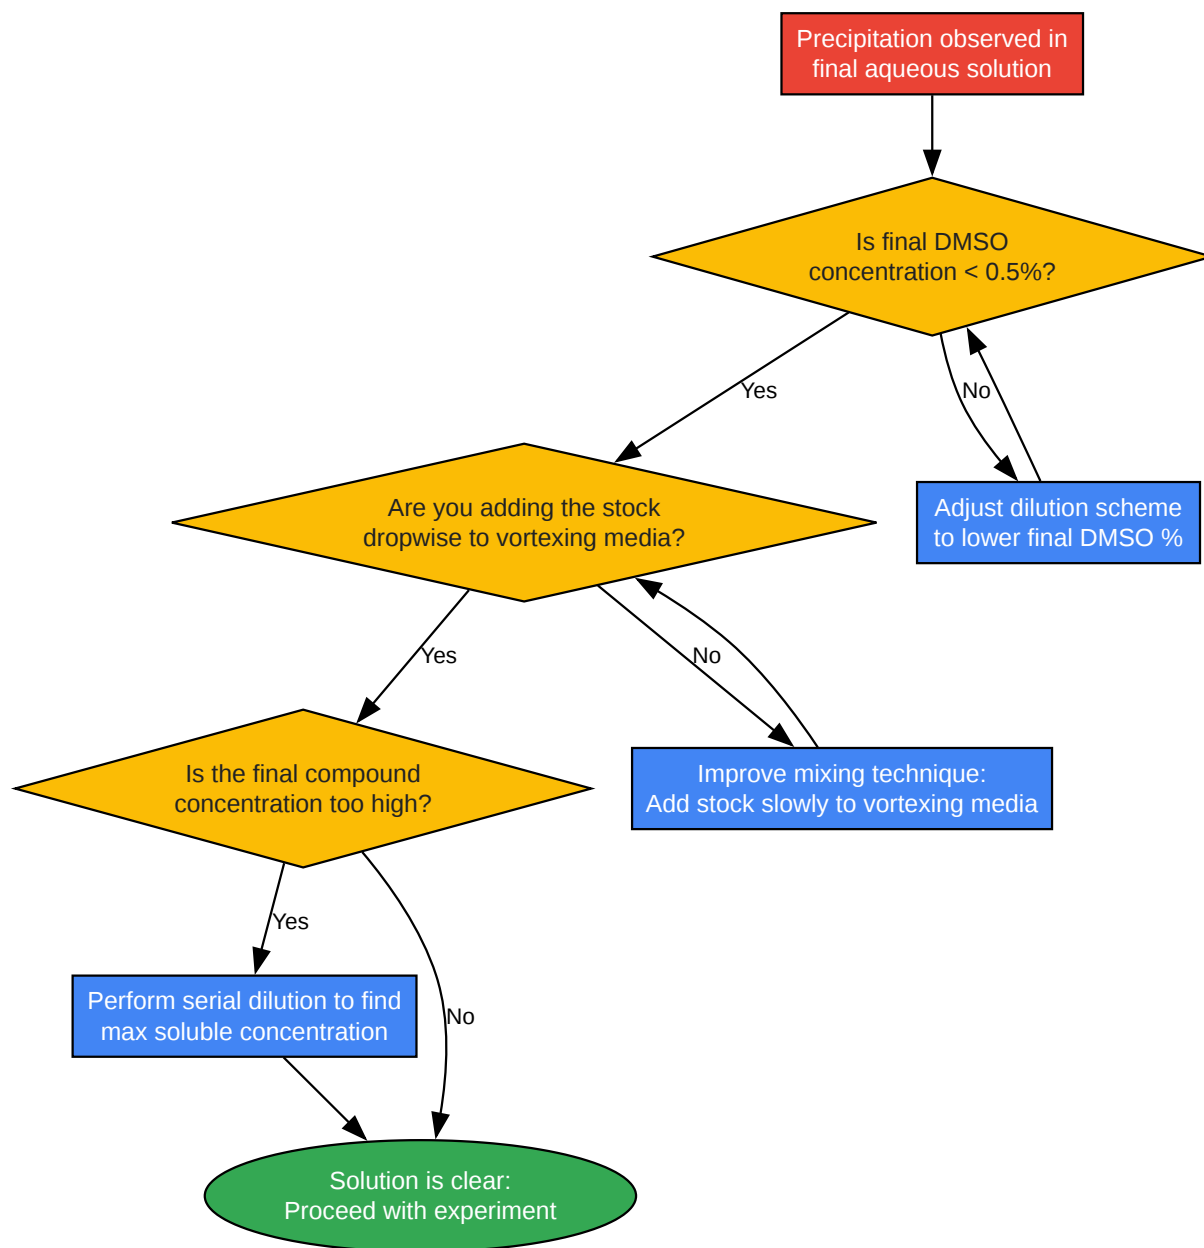 Precipitation observed in
final aqueous solution
Is final DMSO
concentration < 0.5%?
Yes
No
Are you adding the stock
dropwise to vortexing media?
Adjust dilution scheme
to lower final DMSO %
Yes
No
Is the final compound
concentration too high?
Improve mixing technique:
Add stock slowly to vortexing media
Yes
No
Perform serial dilution to find
max soluble concentration
Solution is clear:
Proceed with experiment